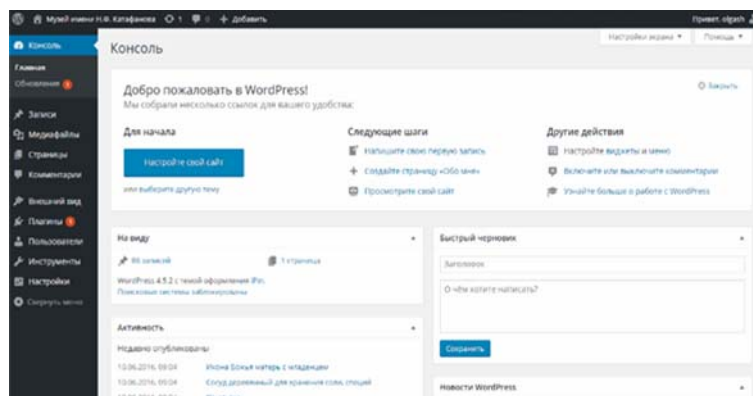 Музей имени Н.Ф. Катафанова 1 0 + Добавить Привет, olgash
Консоль
Главная
Обновления
Записи
Медиафайлы
Страницы
Комментарии
Внешний вид
Плагины
Пользователи
Инструменты
Настройки
Свернуть меню
Настройки экрана Помощь
Консоль
Добро пожаловать в WordPress!
Закрыть
Мы собрали несколько ссылок для вашего удобства:
Для начала
Настройте свой сайт
или выберите другую тему
Следующие шаги
Напишите свою первую запись
Создайте страницу «Обо мне»
Просмотрите свой сайт
Другие действия
Настройте виджеты и меню
Включите или выключите комментарии
Узнайте больше о работе с WordPress
На виду
записей 1 страница
WordPress 4.5.2 с темой оформления iPin.
Поисковые системы заблокированы
Активность
Недавно опубликованы
10.06.2016, 09:04 Икона Божья матерь с младенцем
10.06.2016, 09:04 Сосуд деревянный для хранения соли, специй
Быстрый черновик
Заголовок
О чём хотите написать?
Сохранить
Новости WordPress